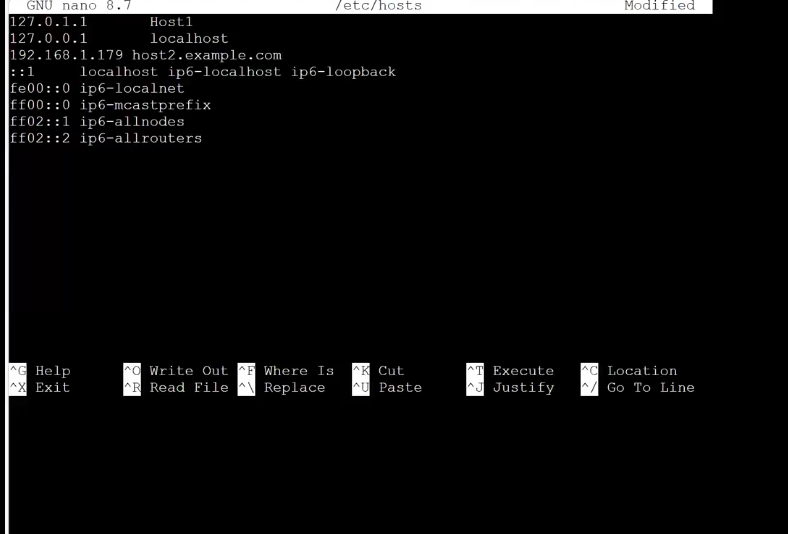 GNU nano 8.7 /etc/hosts Modified
127.0.1.1 Host1
127.0.0.1 localhost
192.168.1.179 host2.example.com
::1 localhost ip6-localhost ip6-loopback
fe00::0 ip6-localnet
ff00::0 ip6-mcastprefix
ff02::1 ip6-allnodes
ff02::2 ip6-allrouters
^G Help ^O Write Out ^F Where Is ^K Cut ^T Execute ^C Location
^X Exit ^R Read File ^\ Replace ^U Paste ^J Justify ^/ Go To Line